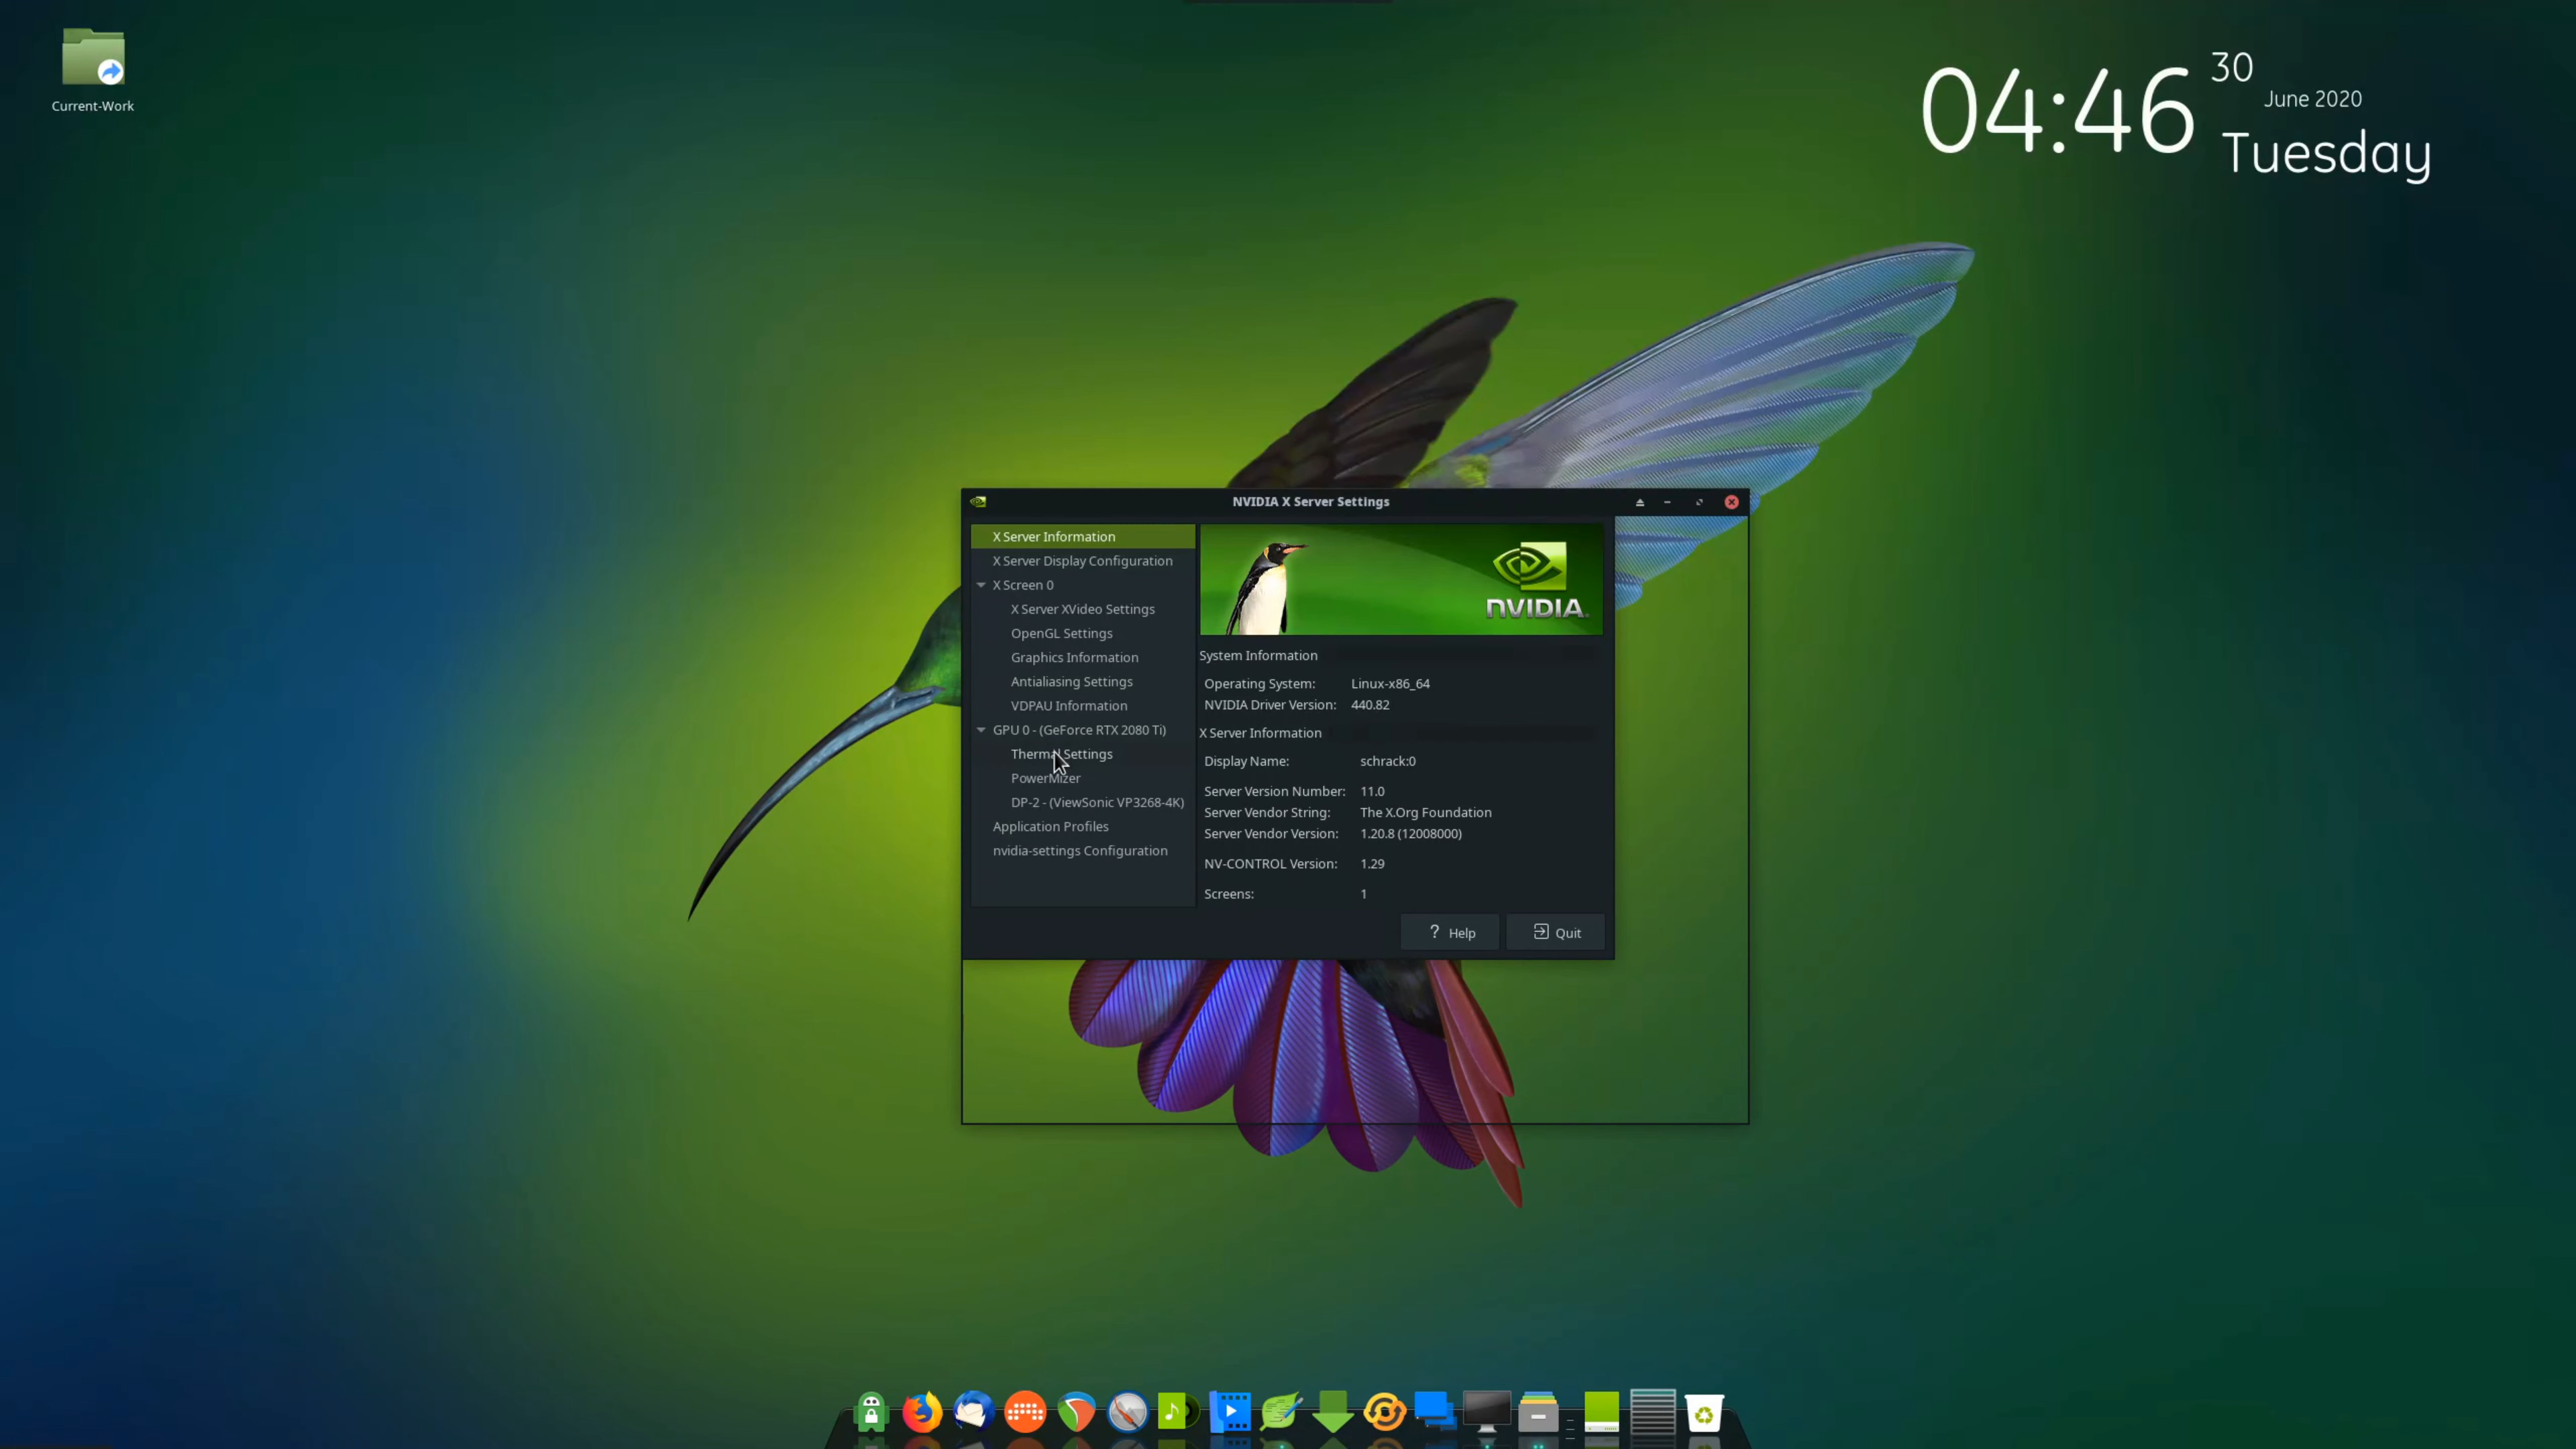 Current-Work
04:46
30
June 2020
Tuesday
NVIDIA X Server Settings
X Server Information
X Server Display Configuration
X Screen 0
X Server XVideo Settings
OpenGL Settings
Graphics Information
Antialiasing Settings
VDPAU Information
GPU 0 - (GeForce RTX 2080 Ti)
Thermal Settings
PowerMizer
DP-2 - (ViewSonic VP3268-4K)
Application Profiles
nvidia-settings Configuration
NVIDIA.
System Information
Operating System: Linux-x86_64
NVIDIA Driver Version: 440.82
X Server Information
Display Name: schrack:0
Server Version Number: 11.0
Server Vendor String: The X.Org Foundation
Server Vendor Version: 1.20.8 (12008000)
NV-CONTROL Version: 1.29
Screens: 1
? Help
Quit